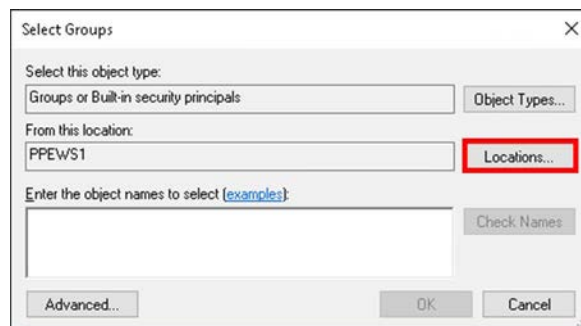 Select Groups
Select this object type:
Groups or Built-in security principals
Object Types...
From this location:
PPEWS1
Locations...
Enter the object names to select (examples):
Check Names
Advanced...
OK
Cancel